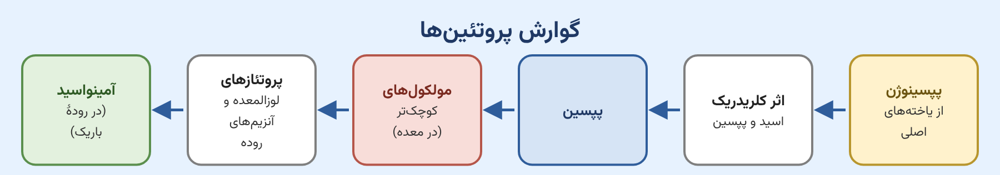 گوارش پروتئین‌ها
پپسینوژن
از یاخته‌های
اصلی
اثر کلریدریک
اسید و پپسین
پپسین
مولکول‌های
کوچک‌تر
(در معده)
پروتئازهای
لوزالمعده و
آنزیم‌های
روده
آمینواسید
(در رودهٔ
باریک)